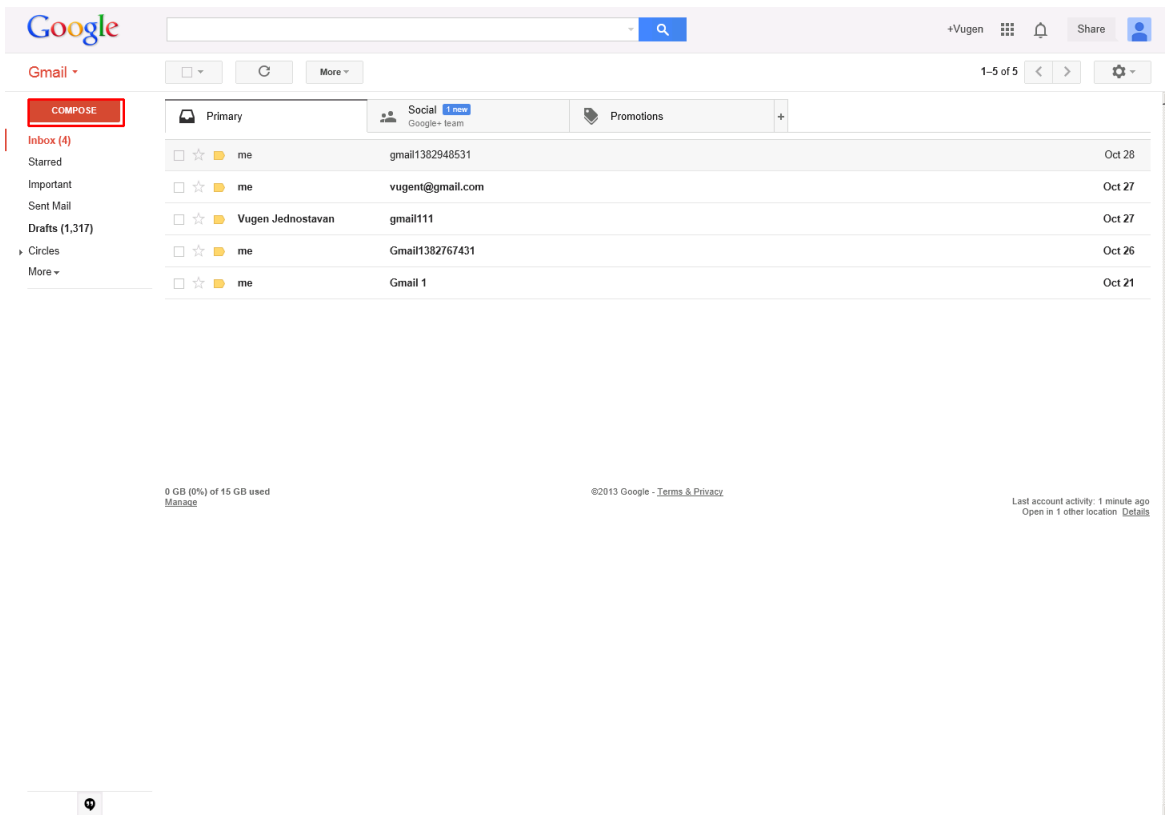 Google
+Vugen Share
Gmail More 1–5 of 5
COMPOSE
Inbox (4)
Starred
Important
Sent Mail
Drafts (1,317)
Circles
More
Primary
Social 1 new
Google+ team
Promotions
+
me gmail1382948531 Oct 28
me vugent@gmail.com Oct 27
Vugen Jednostavan gmail111 Oct 27
me Gmail1382767431 Oct 26
me Gmail 1 Oct 21
0 GB (0%) of 15 GB used
Manage
©2013 Google - Terms & Privacy
Last account activity: 1 minute ago
Open in 1 other location Details